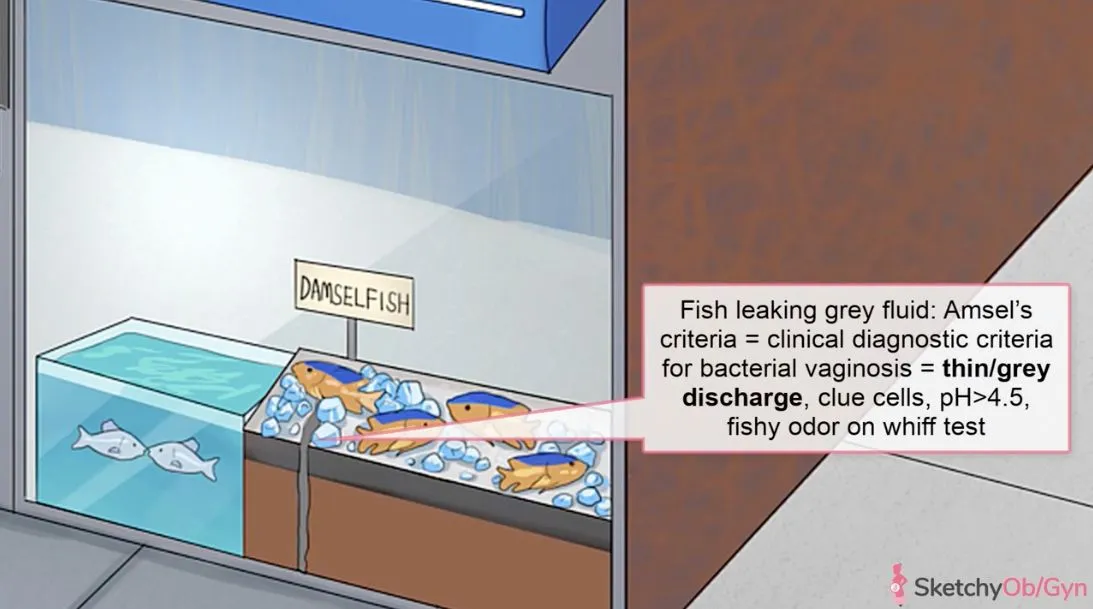 DAMSELFISH
Fish leaking grey fluid: Amsel's
criteria = clinical diagnostic criteria
for bacterial vaginosis = thin/grey
discharge, clue cells, pH>4.5,
fishy odor on whiff test
SketchyOb/Gyn